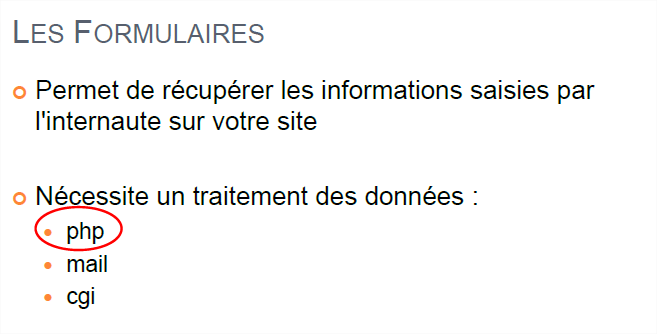 LES FORMULAIRES
Permet de récupérer les informations saisies par
l'internaute sur votre site
Nécessite un traitement des données :
php
mail
cgi